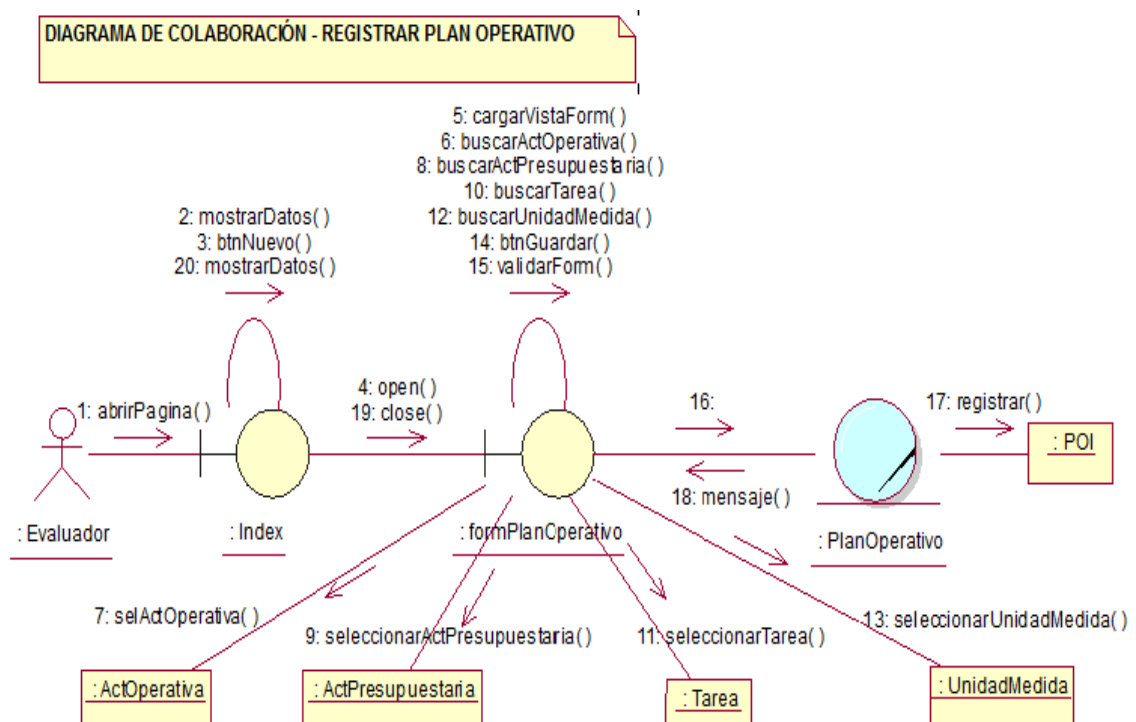 DIAGRAMA DE COLABORACIÓN - REGISTRAR PLAN OPERATIVO
5: cargarVistaForm( )
6: buscarActOperativa( )
8: buscarActPresupuestaria( )
10: buscarTarea( )
12: buscarUnidadMedida( )
14: btnGuardar( )
15: validarForm( )
2: mostrarDatos( )
3: btnNuevo( )
20: mostrarDatos( )
1: abrirPagina( )
4: open( )
19: close( )
16:
17: registrar( )
: POI
18: mensaje( )
: Evaluador
: Index
: formPlanOperativo
: PlanOperativo
7: selActOperativa( )
9: seleccionarActPresupuestaria( )
11: seleccionarTarea( )
13: seleccionarUnidadMedida( )
: ActOperativa
: ActPresupuestaria
: Tarea
: UnidadMedida